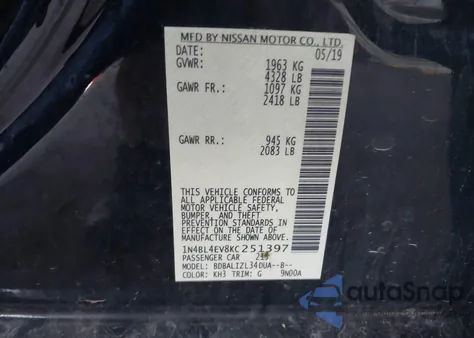 MFD BY NISSAN MOTOR CO., LTD.
DATE: 05/19
GVWR: 1963 KG
4328 LB
GAWR FR.: 1097 KG
2418 LB
GAWR RR.: 945 KG
2083 LB
THIS VEHICLE CONFORMS TO
ALL APPLICABLE FEDERAL
MOTOR VEHICLE SAFETY,
BUMPER, AND THEFT
PREVENTION STANDARDS IN
EFFECT ON THE DATE OF
MANUFACTURE SHOWN ABOVE.
1N4BL4EV8KC251397
PASSENGER CAR
MODEL: BDBALIZL34DUA--B--
COLOR: KH3 TRIM: G 9N00A
autoSnap